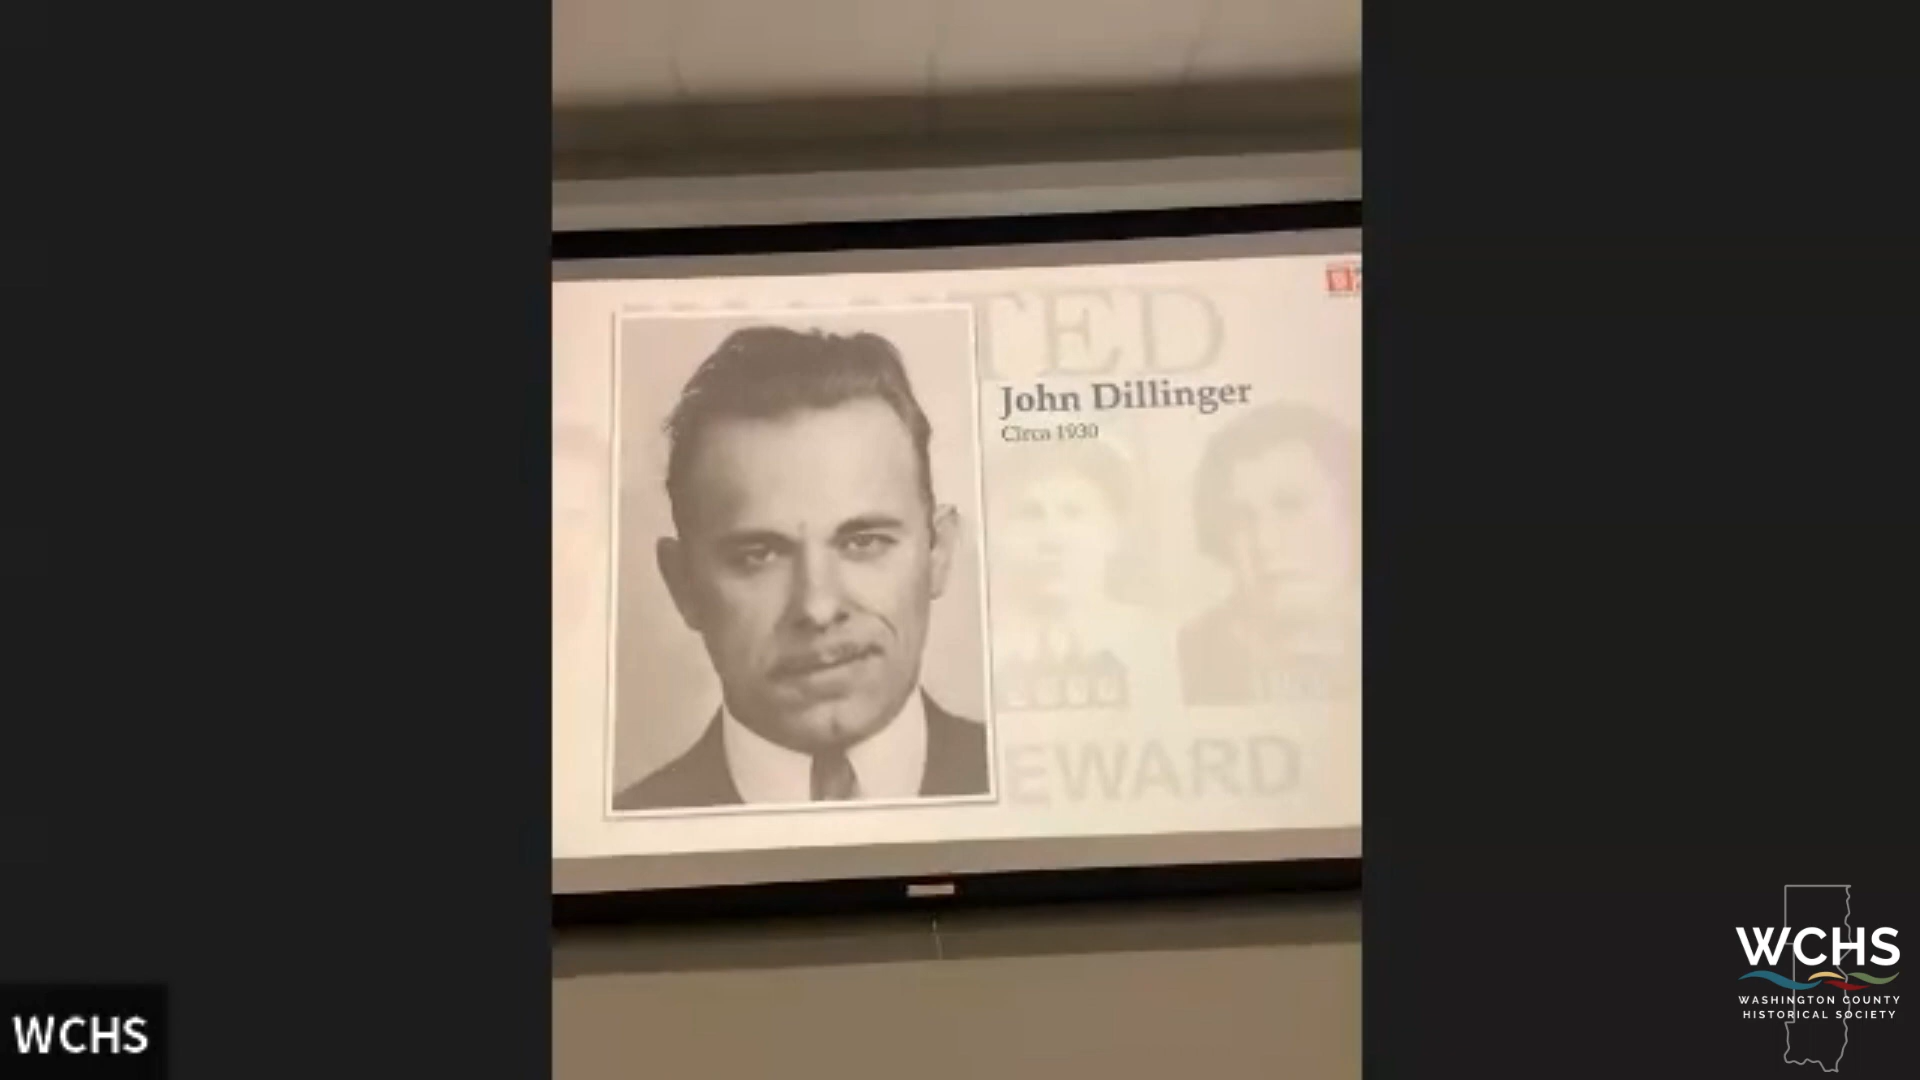 TED
John Dillinger
Circa 1930
EWARD
WCHS
WCHS
WASHINGTON COUNTY
HISTORICAL SOCIETY